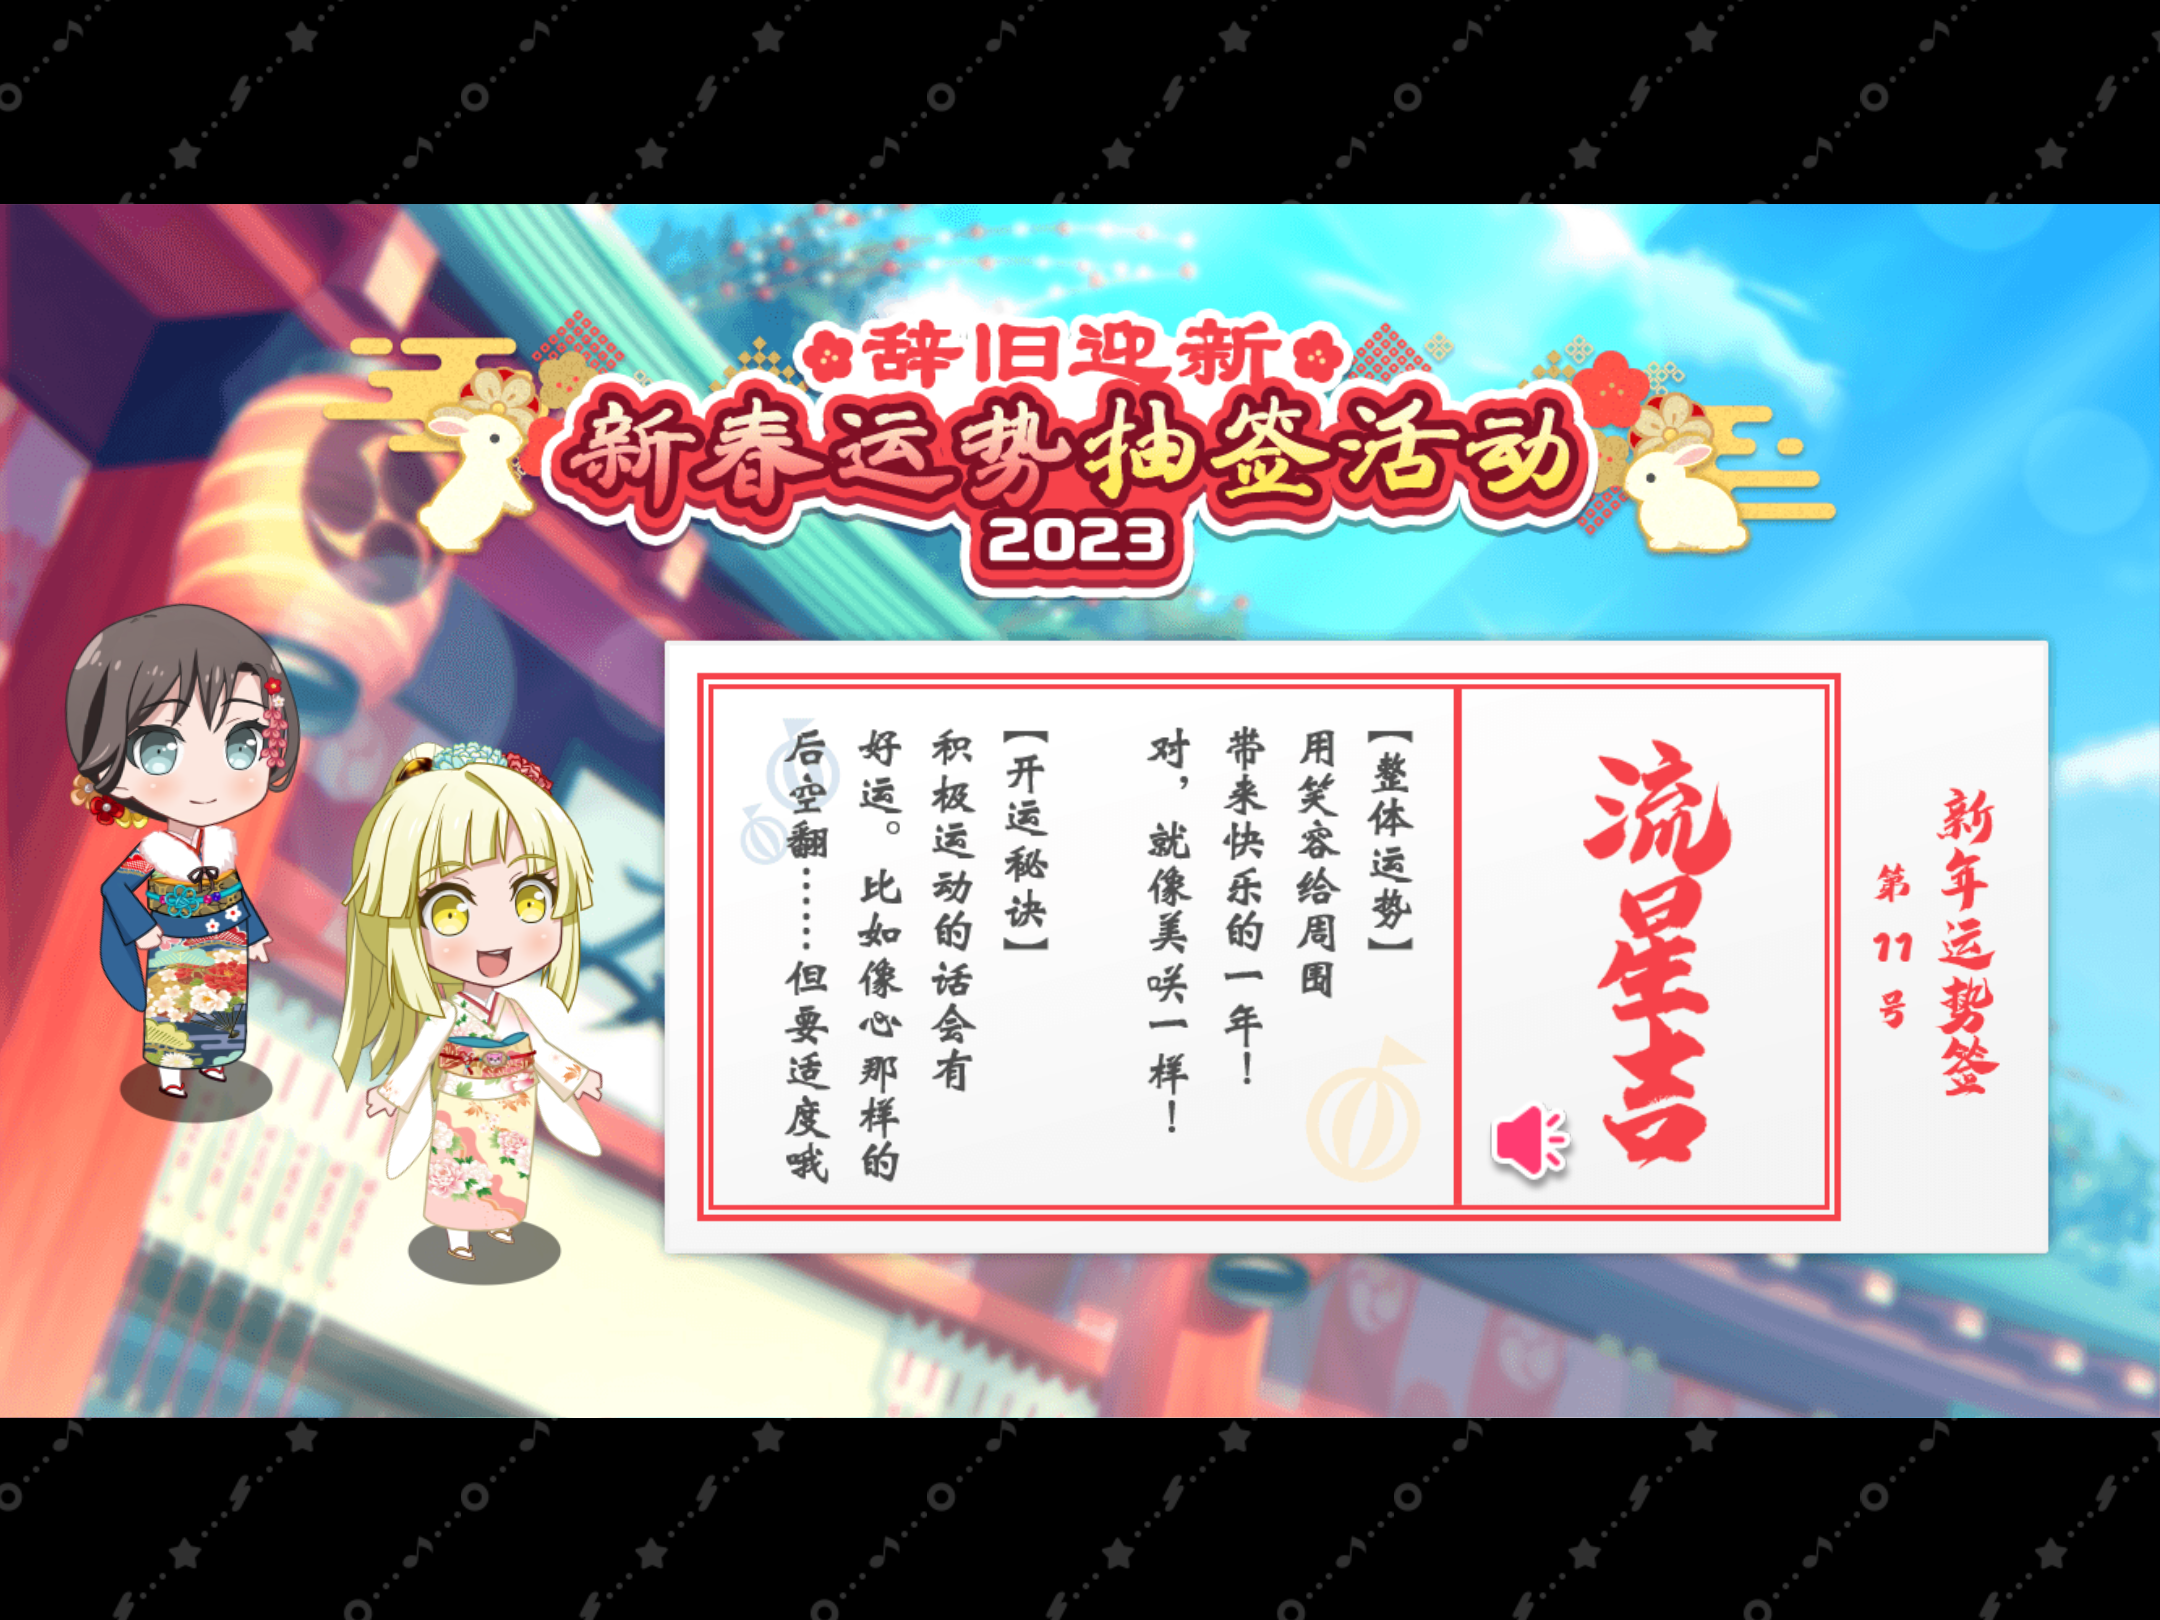 辞旧迎新
新春运势抽签活动
2023
新年运势签
第11号
流星吉
【整体运势】
用笑容给周围
带来快乐的一年！
对，就像美咲一样！
【开运秘诀】
积极运动的话会有
好运。比如像心那样的
后空翻……但要适度哦